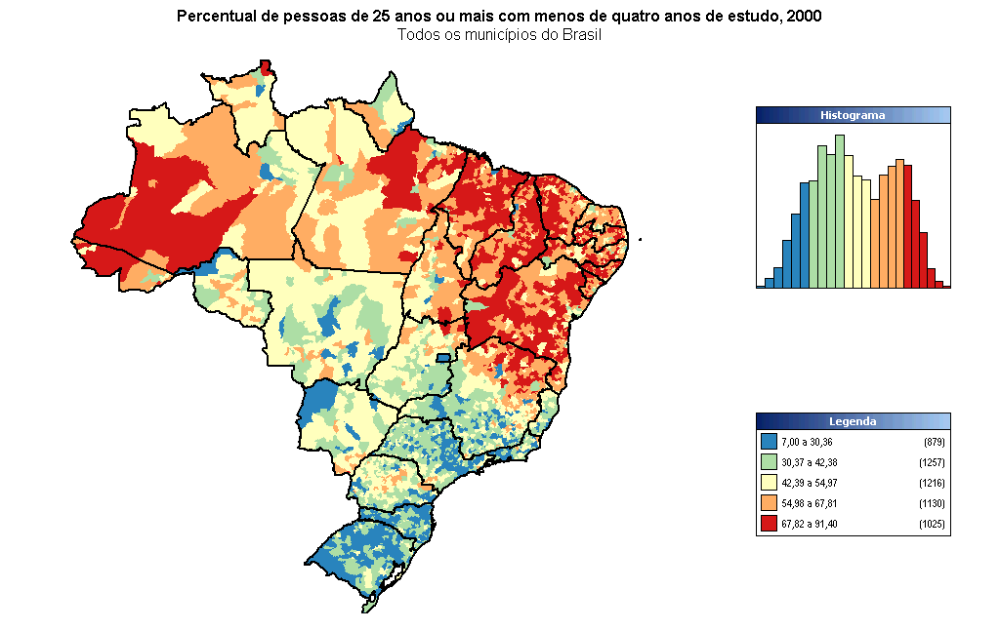 Percentual de pessoas de 25 anos ou mais com menos de quatro anos de estudo, 2000
Todos os municípios do Brasil
Histograma
Legenda
7,00 a 30,36 (879)
30,37 a 42,38 (1257)
42,39 a 54,97 (1216)
54,98 a 67,81 (1130)
67,82 a 91,40 (1025)